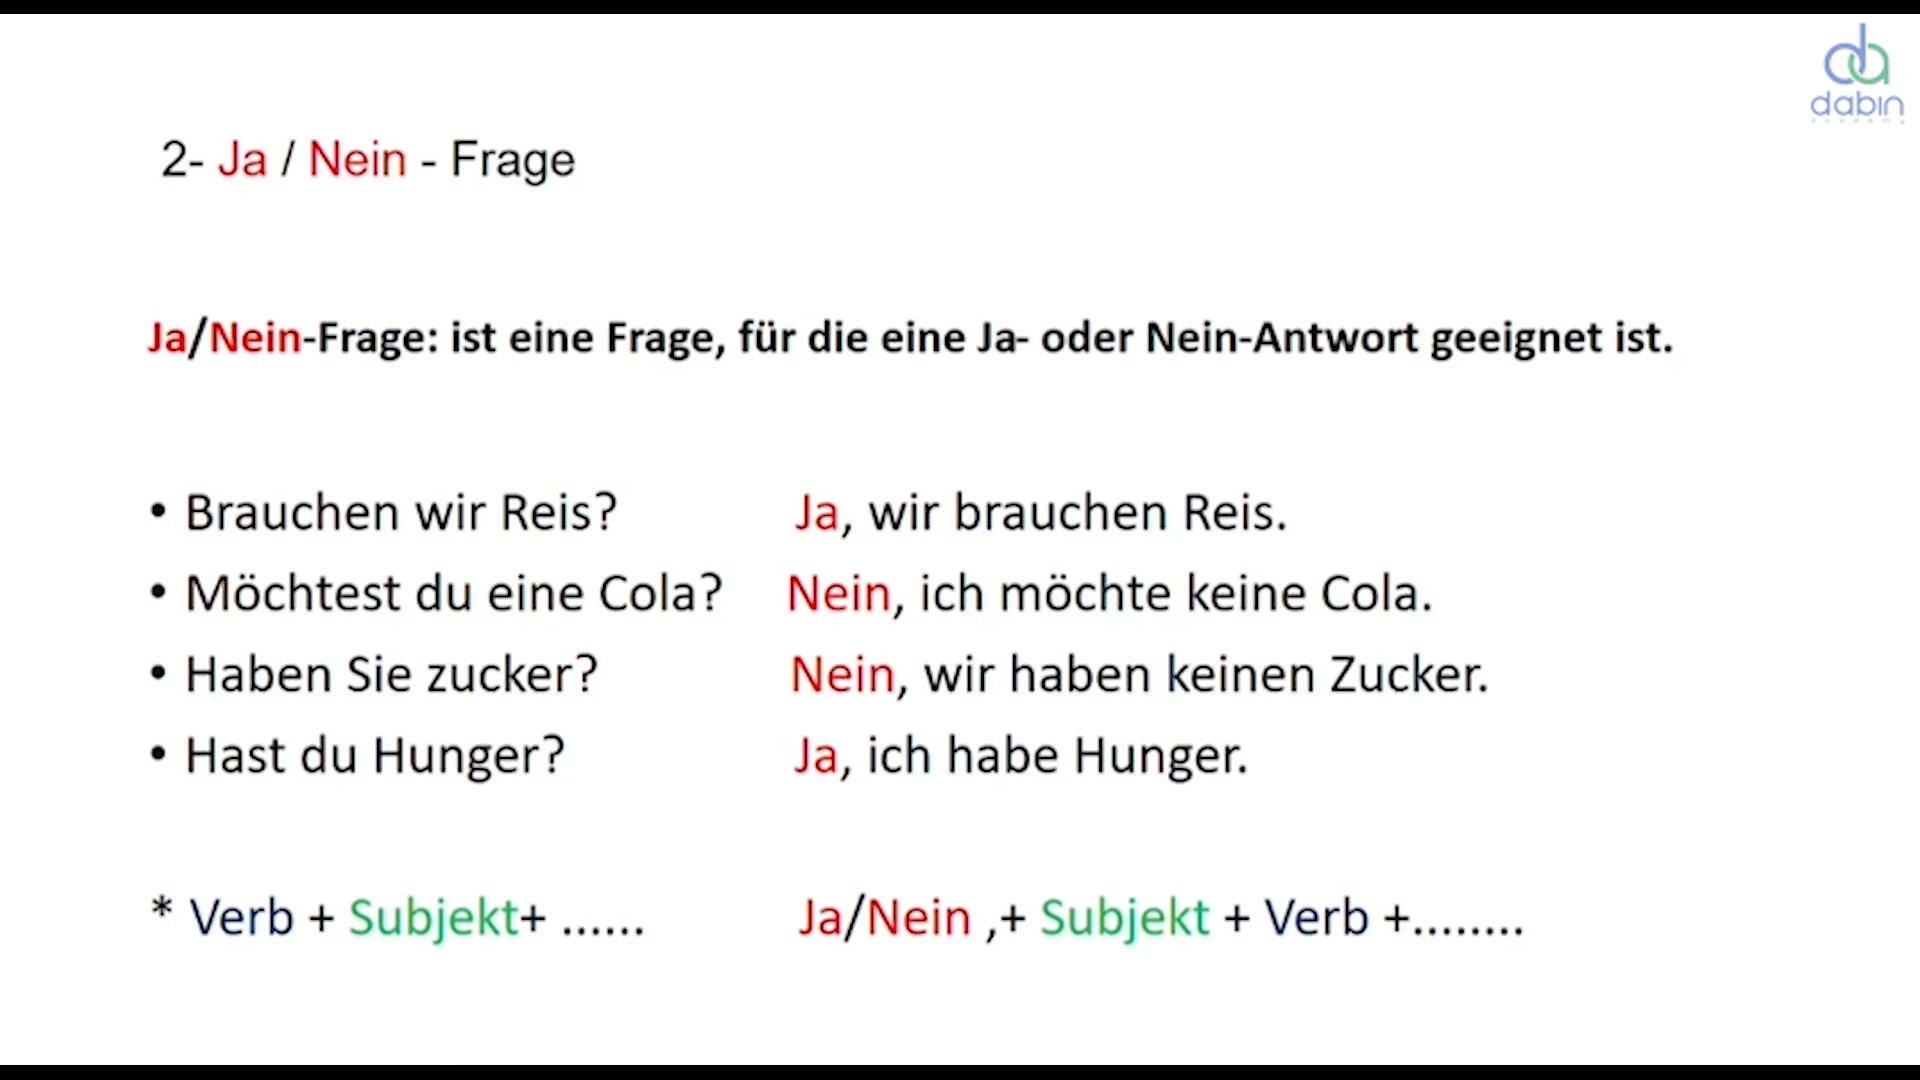 dabin
academy
2- Ja / Nein - Frage
Ja/Nein-Frage: ist eine Frage, für die eine Ja- oder Nein-Antwort geeignet ist.
• Brauchen wir Reis? Ja, wir brauchen Reis.
• Möchtest du eine Cola? Nein, ich möchte keine Cola.
• Haben Sie zucker? Nein, wir haben keinen Zucker.
• Hast du Hunger? Ja, ich habe Hunger.
* Verb + Subjekt+ ...... Ja/Nein ,+ Subjekt + Verb +........